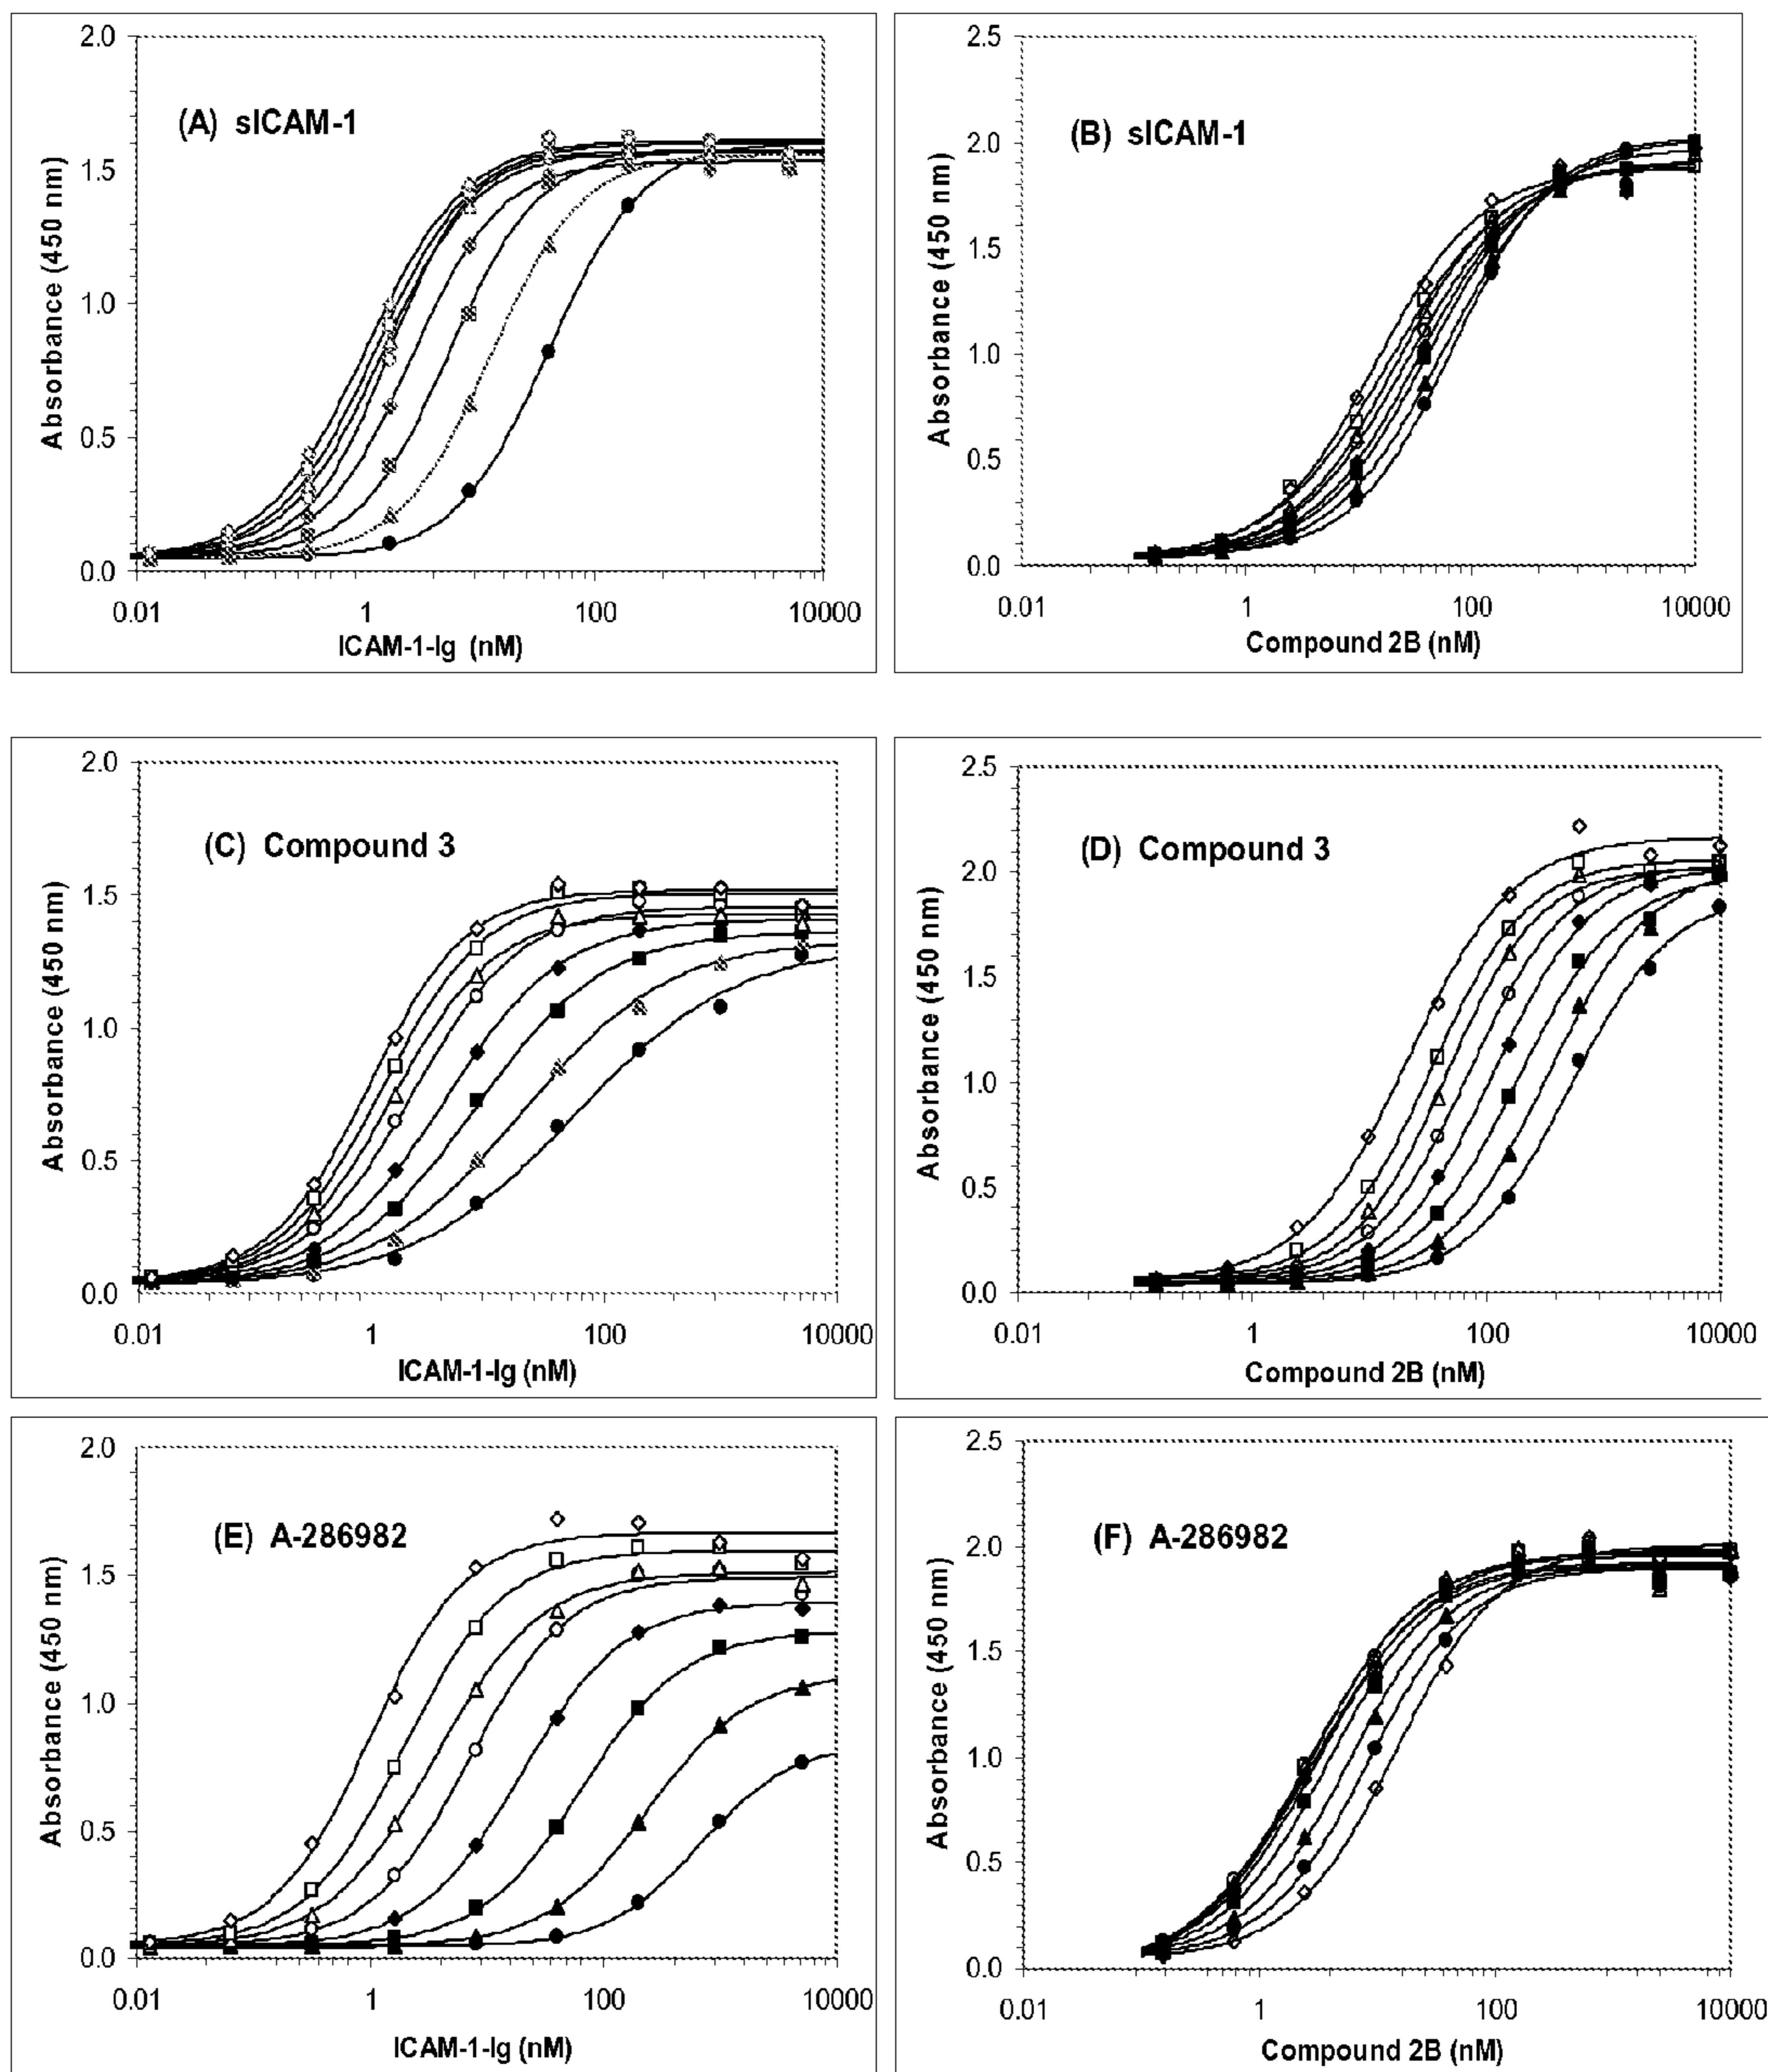 2.0
(A) sICAM-1
1.5
1.0
0.5
0.0
Absorbance (450 nm)
0.01 1 100 10000
ICAM-1-Ig (nM)
2.5
(B) sICAM-1
2.0
1.5
1.0
0.5
0.0
Absorbance (450 nm)
0.01 1 100 10000
Compound 2B (nM)
2.0
(C) Compound 3
1.5
1.0
0.5
0.0
Absorbance (450 nm)
0.01 1 100 10000
ICAM-1-Ig (nM)
2.5
(D) Compound 3
2.0
1.5
1.0
0.5
0.0
Absorbance (450 nm)
0.01 1 100 10000
Compound 2B (nM)
2.0
(E) A-286982
1.5
1.0
0.5
0.0
Absorbance (450 nm)
0.01 1 100 10000
ICAM-1-Ig (nM)
2.5
(F) A-286982
2.0
1.5
1.0
0.5
0.0
Absorbance (450 nm)
0.01 1 100 10000
Compound 2B (nM)